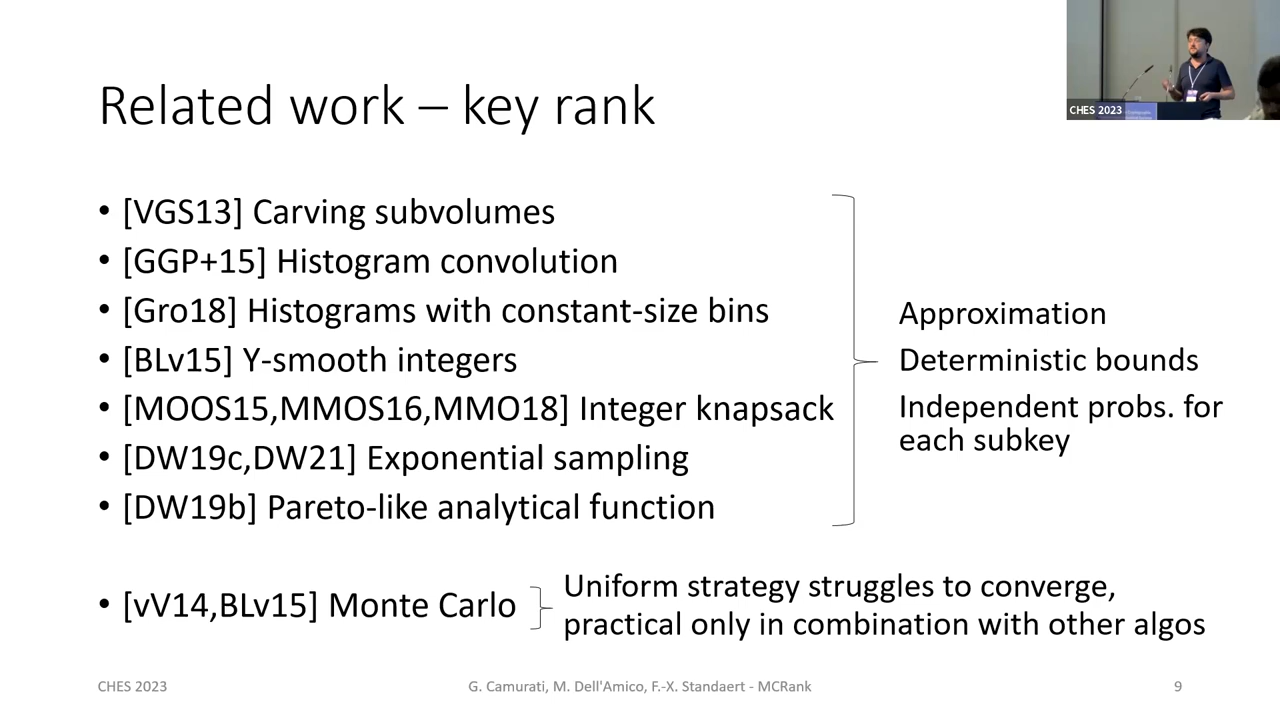 CHES 2023
Related work – key rank
• [VGS13] Carving subvolumes
• [GGP+15] Histogram convolution
• [Gro18] Histograms with constant-size bins
• [BLv15] Y-smooth integers
• [MOOS15,MMOS16,MMO18] Integer knapsack
• [DW19c,DW21] Exponential sampling
• [DW19b] Pareto-like analytical function
Approximation
Deterministic bounds
Independent probs. for
each subkey
• [vV14,BLv15] Monte Carlo
Uniform strategy struggles to converge,
practical only in combination with other algos
CHES 2023
G. Camurati, M. Dell'Amico, F.-X. Standaert - MCRank
9